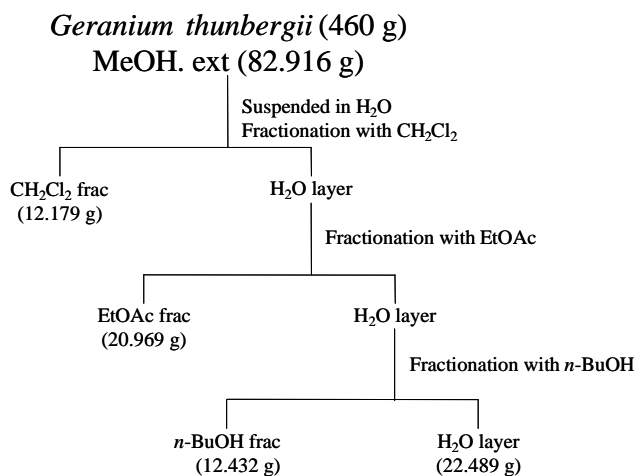 Geranium thunbergii (460 g)
MeOH. ext (82.916 g)
Suspended in H₂O
Fractionation with CH₂Cl₂
CH₂Cl₂ frac
(12.179 g)
H₂O layer
Fractionation with EtOAc
EtOAc frac
(20.969 g)
H₂O layer
Fractionation with n-BuOH
n-BuOH frac
(12.432 g)
H₂O layer
(22.489 g)